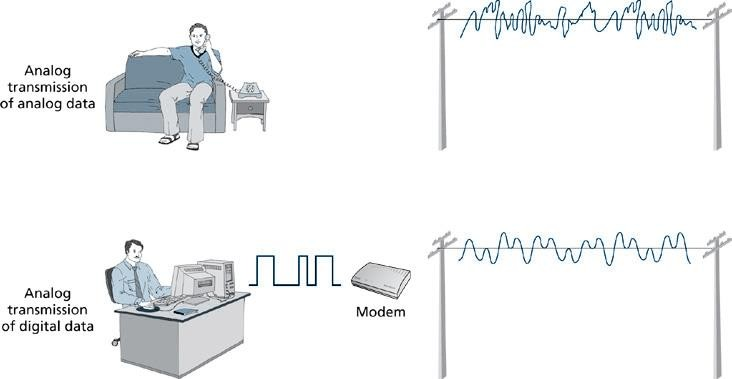 Analog
transmission
of analog data
Analog
transmission
of digital data
Modem